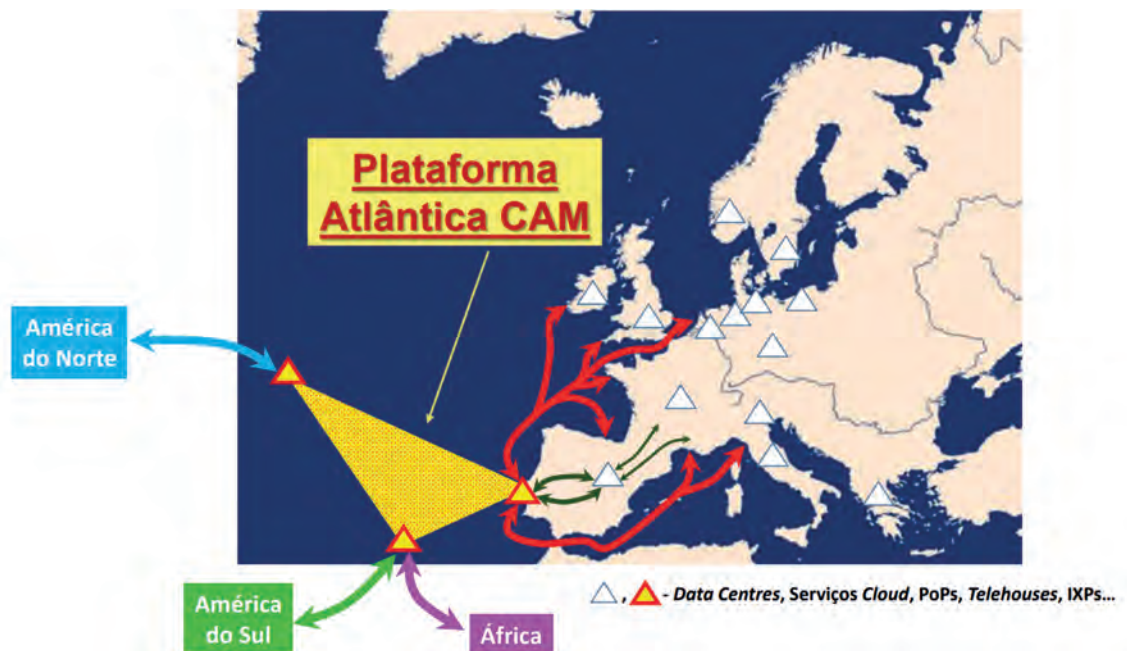 Plataforma
Atlântica CAM
América
do Norte
América
do Sul
África
, - Data Centres, Serviços Cloud, PoPs, Telehouses, IXPs...